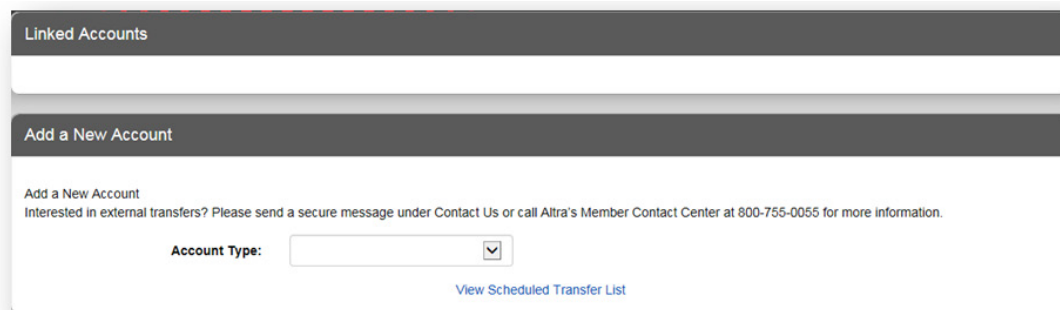 Linked Accounts
Add a New Account
Add a New Account
Interested in external transfers? Please send a secure message under Contact Us or call Altra's Member Contact Center at 800-755-0055 for more information.
Account Type:
View Scheduled Transfer List